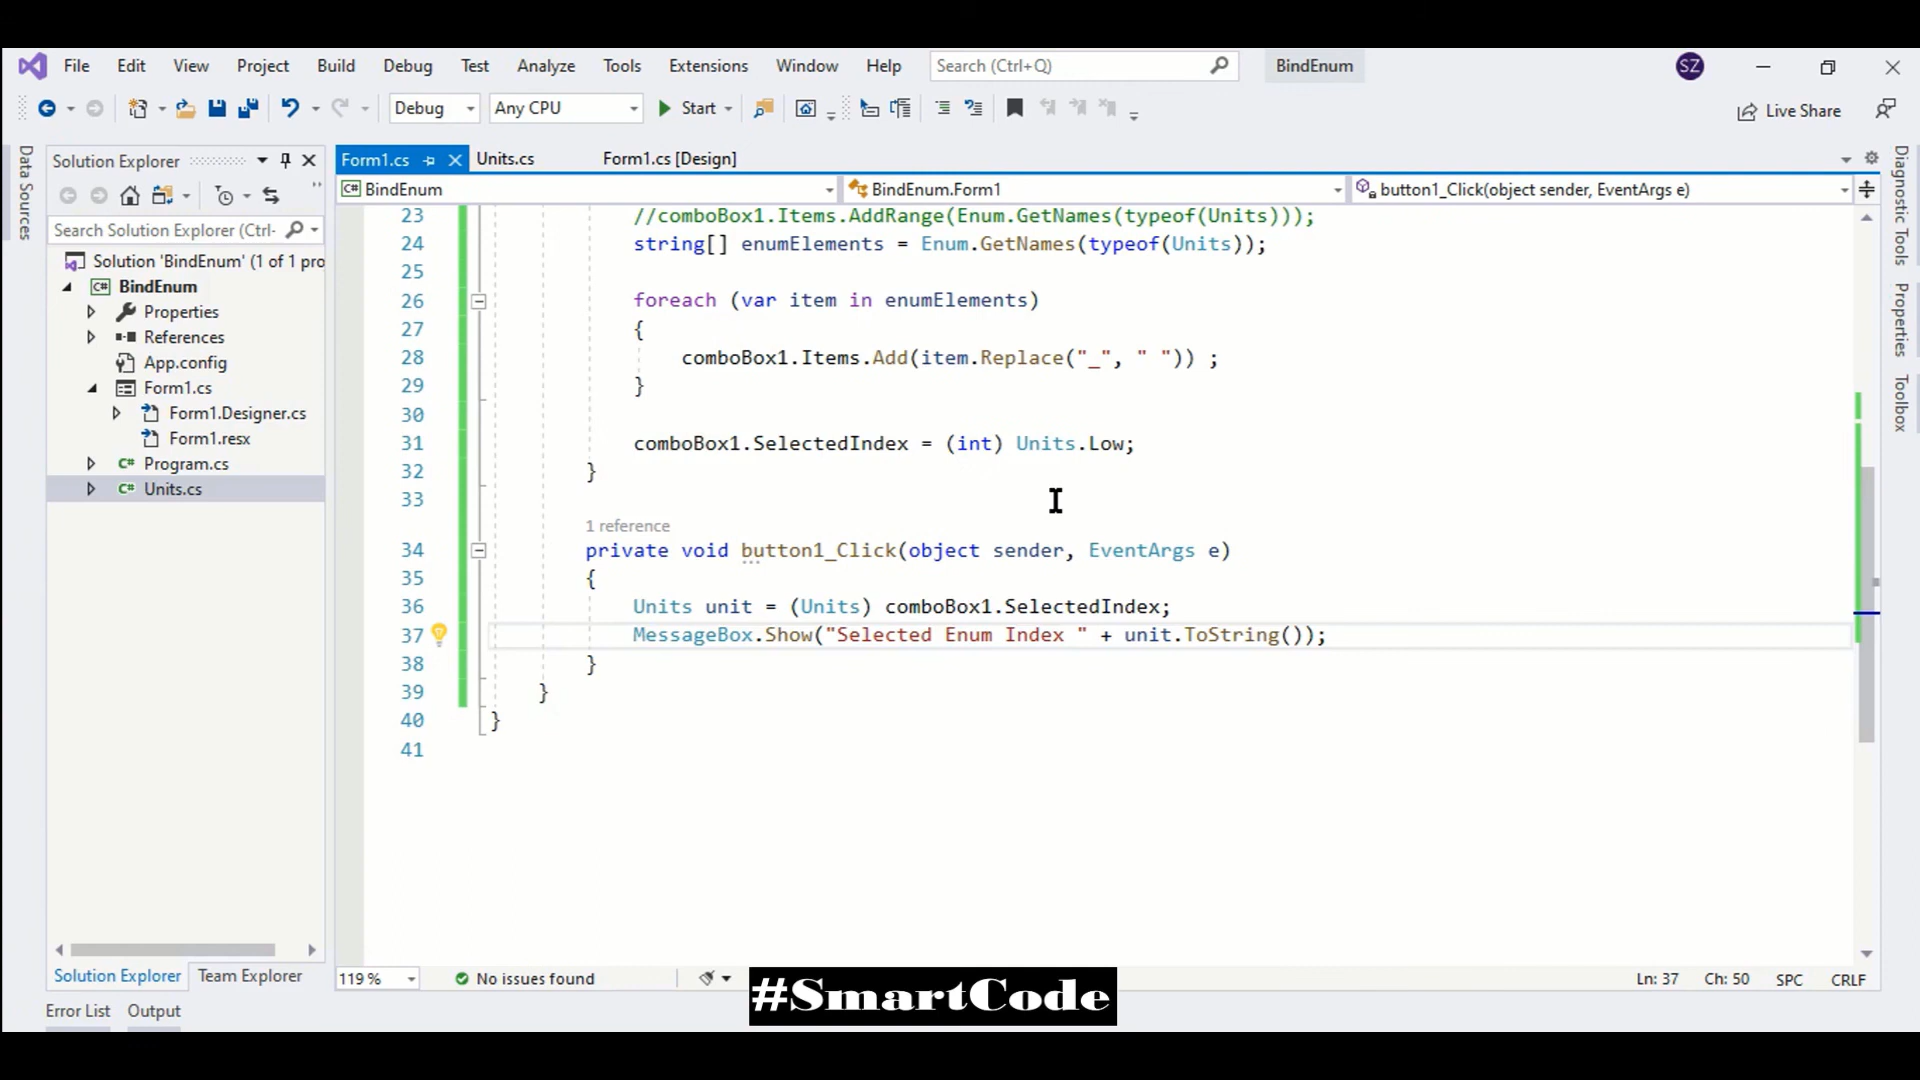 File Edit View Project Build Debug Test Analyze Tools Extensions Window Help Search (Ctrl+Q) BindEnum SZ
Debug Any CPU Start Live Share
Data Sources
Solution Explorer
Search Solution Explorer (Ctrl-
Solution 'BindEnum' (1 of 1 pro
BindEnum
Properties
References
App.config
Form1.cs
Form1.Designer.cs
Form1.resx
Program.cs
Units.cs
Solution Explorer Team Explorer
Error List Output
Form1.cs Units.cs Form1.cs [Design]
BindEnum BindEnum.Form1 button1_Click(object sender, EventArgs e)
23 //comboBox1.Items.AddRange(Enum.GetNames(typeof(Units)));
24 string[] enumElements = Enum.GetNames(typeof(Units));
25
26 foreach (var item in enumElements)
27 {
28 comboBox1.Items.Add(item.Replace("_", " ")) ;
29 }
30
31 comboBox1.SelectedIndex = (int) Units.Low;
32 }
33
1 reference
34 private void button1_Click(object sender, EventArgs e)
35 {
36 Units unit = (Units) comboBox1.SelectedIndex;
37 MessageBox.Show("Selected Enum Index " + unit.ToString());
38 }
39 }
40 }
41
119 % No issues found Ln: 37 Ch: 50 SPC CRLF
#SmartCode
Diagnostic Tools
Properties
Toolbox